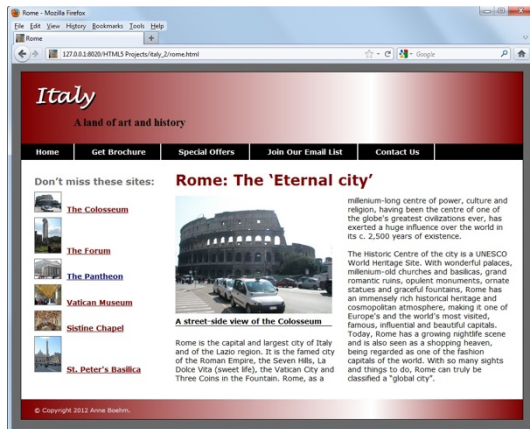 Rome - Mozilla Firefox
File Edit View History Bookmarks Tools Help
Rome
127.0.0.1:8020/HTML5 Projects/italy_2/rome.html
Google
Italy
A land of art and history
Home Get Brochure Special Offers Join Our Email List Contact Us
Don't miss these sites:
The Colosseum
The Forum
The Pantheon
Vatican Museum
Sistine Chapel
St. Peter's Basilica
Rome: The ‘Eternal city’
A street-side view of the Colosseum
Rome is the capital and largest city of Italy
and of the Lazio region. It is the famed city
of the Roman Empire, the Seven Hills, La
Dolce Vita (sweet life), the Vatican City and
Three Coins in the Fountain. Rome, as a
millenium-long centre of power, culture and
religion, having been the centre of one of
the globe's greatest civilizations ever, has
exerted a huge influence over the world in
its c. 2,500 years of existence.
The Historic Centre of the city is a UNESCO
World Heritage Site. With wonderful palaces,
millenium-old churches and basilicas, grand
romantic ruins, opulent monuments, ornate
statues and graceful fountains, Rome has
an immensely rich historical heritage and
cosmopolitan atmosphere, making it one of
Europe's and the world's most visited,
famous, influential and beautiful capitals.
Today, Rome has a growing nightlife scene
and is also seen as a shopping heaven,
being regarded as one of the fashion
capitals of the world. With so many sights
and things to do, Rome can truly be
classified a "global city".
© Copyright 2012 Anne Boehm.